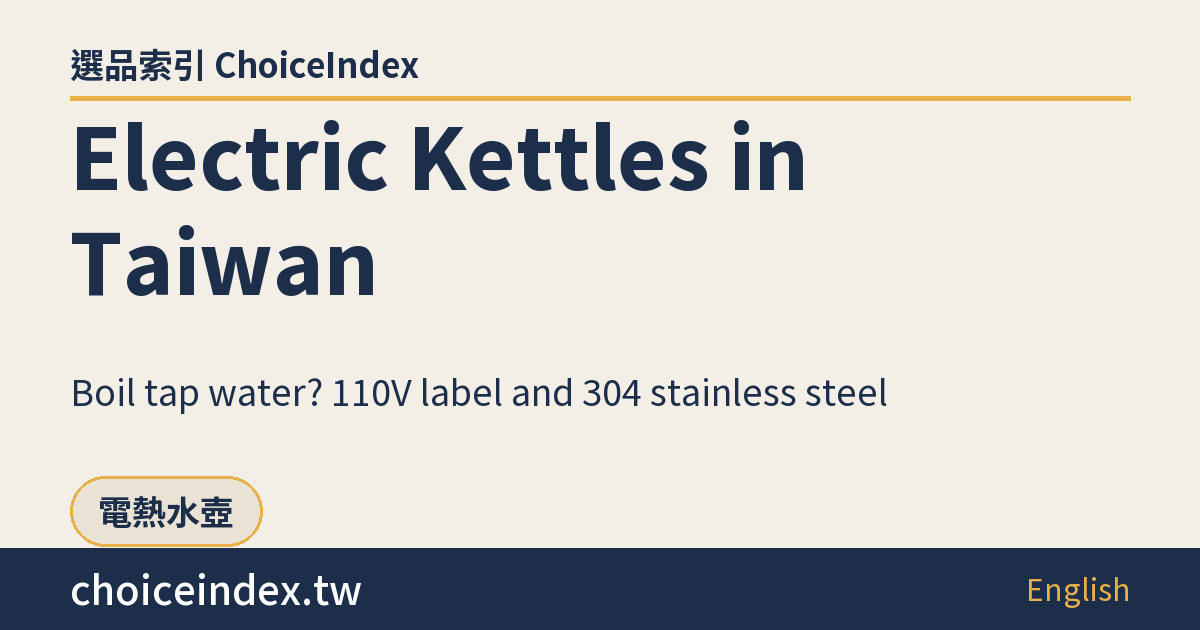 選品索引 ChoiceIndex
Electric Kettles in
Taiwan
Boil tap water? 110V label and 304 stainless steel
電熱水壺
choiceindex.tw
English